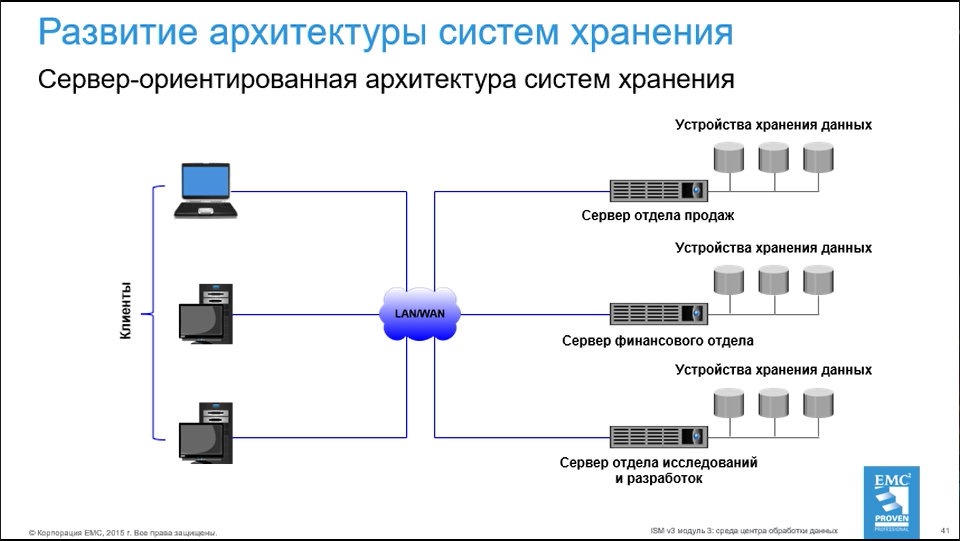 Развитие архитектуры систем хранения
Сервер-ориентированная архитектура систем хранения
Устройства хранения данных
Сервер отдела продаж
Устройства хранения данных
Клиенты
LAN/WAN
Сервер финансового отдела
Устройства хранения данных
Сервер отдела исследований
и разработок
EMC²
PROVEN
PROFESSIONAL
© Корпорация EMC, 2015 г. Все права защищены.
ISM v3 модуль 3: среда центра обработки данных
41